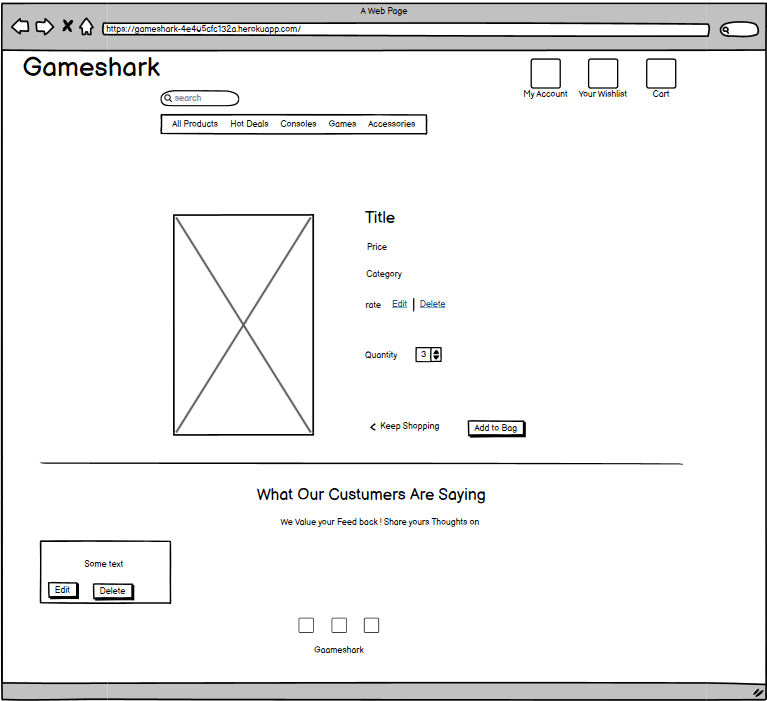 A Web Page
https://gameshark-4e405cfc132a.herokuapp.com/
Gameshark
search
My Account Your Wishlist Cart
All Products Hot Deals Consoles Games Accessories
Title
Price
Category
rate Edit Delete
Quantity 3
Keep Shopping Add to Bag
What Our Custumers Are Saying
We Value your Feed back ! Share yours Thoughts on
Some text
Edit Delete
Gaameshark